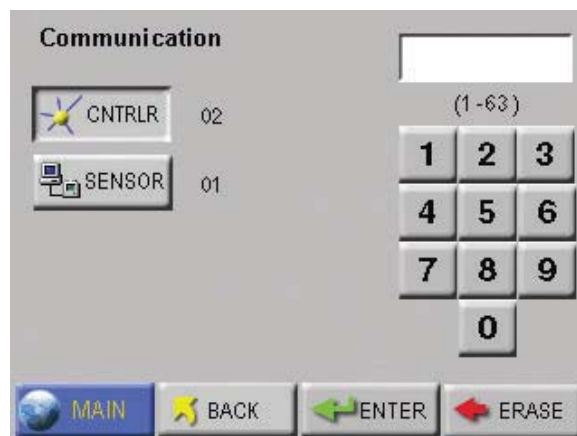 Communication
CNTRLR 02
SENSOR 01
(1-63)
1 2 3
4 5 6
7 8 9
0
MAIN BACK ENTER ERASE